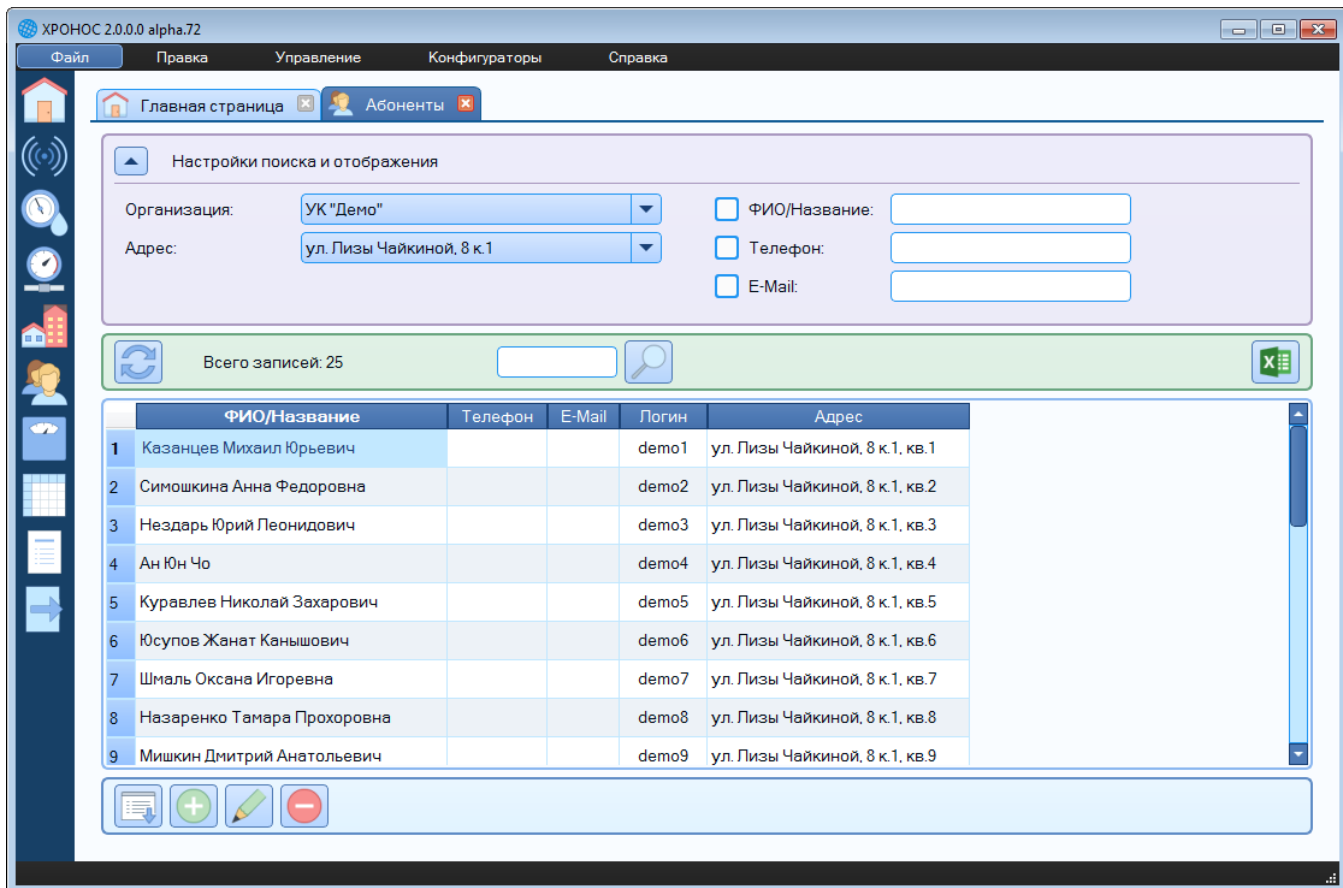 ХРОНОС 2.0.0.0 alpha.72
Файл Правка Управление Конфигураторы Справка
Главная страница Абоненты
Настройки поиска и отображения
Организация: УК "Демо" ФИО/Название:
Адрес: ул. Лизы Чайкиной, 8 к.1 Телефон:
E-Mail:
Всего записей: 25
ФИО/Название Телефон E-Mail Логин Адрес
1 Казанцев Михаил Юрьевич demo1 ул. Лизы Чайкиной, 8 к.1, кв.1
2 Симошкина Анна Федоровна demo2 ул. Лизы Чайкиной, 8 к.1, кв.2
3 Нездарь Юрий Леонидович demo3 ул. Лизы Чайкиной, 8 к.1, кв.3
4 Ан Юн Чо demo4 ул. Лизы Чайкиной, 8 к.1, кв.4
5 Куравлев Николай Захарович demo5 ул. Лизы Чайкиной, 8 к.1, кв.5
6 Юсупов Жанат Канышович demo6 ул. Лизы Чайкиной, 8 к.1, кв.6
7 Шмаль Оксана Игоревна demo7 ул. Лизы Чайкиной, 8 к.1, кв.7
8 Назаренко Тамара Прохоровна demo8 ул. Лизы Чайкиной, 8 к.1, кв.8
9 Мишкин Дмитрий Анатольевич demo9 ул. Лизы Чайкиной, 8 к.1, кв.9